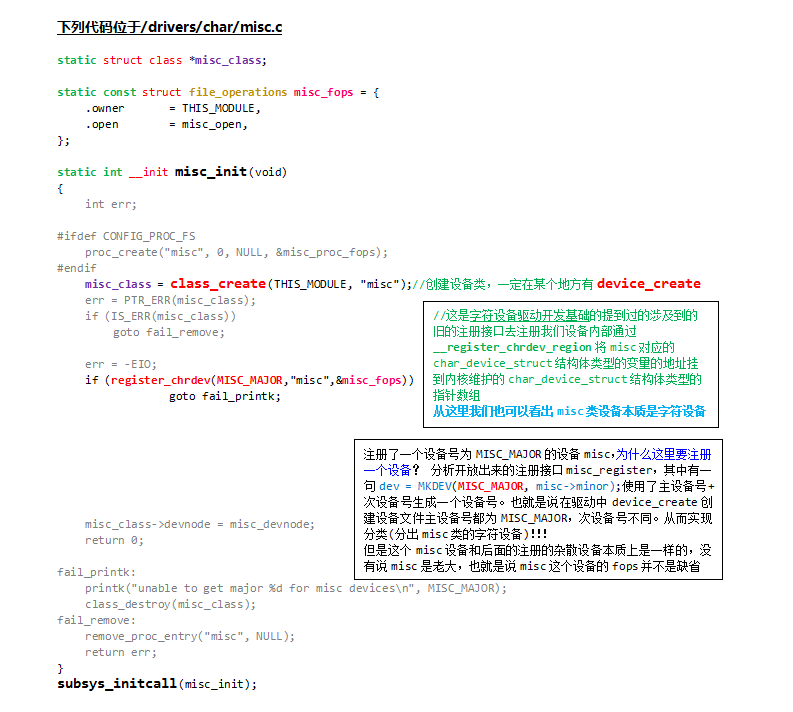 下列代码位于/drivers/char/misc.c
static struct class *misc_class;
static const struct file_operations misc_fops = {
.owner = THIS_MODULE,
.open = misc_open,
};
static int __init misc_init(void)
{
int err;
#ifdef CONFIG_PROC_FS
proc_create("misc", 0, NULL, &misc_proc_fops);
#endif
misc_class = class_create(THIS_MODULE, "misc");//创建设备类，一定在某个地方有 device_create
err = PTR_ERR(misc_class);
if (IS_ERR(misc_class))
goto fail_remove;
err = -EIO;
if (register_chrdev(MISC_MAJOR,"misc",&misc_fops))
goto fail_printk;
//这是字符设备驱动开发基础的提到过的涉及到的
旧的注册接口去注册我们设备内部通过
__register_chrdev_region 将 misc 对应的
char_device_struct 结构体类型的变量的地址挂
到内核维护的 char_device_struct 结构体类型的
指针数组
从这里我们也可以看出 misc 类设备本质是字符设备
注册了一个设备号为 MISC_MAJOR 的设备 misc,为什么这里要注册
一个设备？ 分析开放出来的注册接口 misc_register，其中有一
句 dev = MKDEV(MISC_MAJOR, misc->minor);使用了主设备号+
次设备号生成一个设备号。也就是说在驱动中 device_create 创
建设备文件主设备号都为 MISC_MAJOR，次设备号不同。从而实现
分类(分出 misc 类的字符设备)!!!
但是这个 misc 设备和后面的注册的杂散设备本质上是一样的，没
有说 misc 是老大，也就是说 misc 这个设备的 fops 并不是缺省
misc_class->devnode = misc_devnode;
return 0;
fail_printk:
printk("unable to get major %d for misc devices\n", MISC_MAJOR);
class_destroy(misc_class);
fail_remove:
remove_proc_entry("misc", NULL);
return err;
}
subsys_initcall(misc_init);